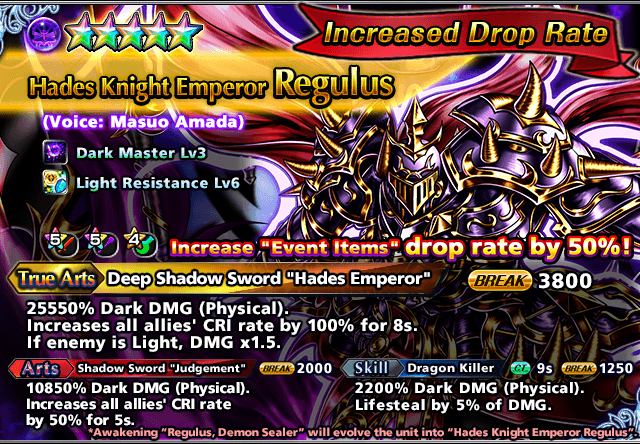 Increased Drop Rate
Hades Knight Emperor Regulus
(Voice: Masuo Amada)
Dark Master Lv3
Light Resistance Lv6
5 5 4
Increase "Event Items" drop rate by 50%!
True Arts Deep Shadow Sword "Hades Emperor" BREAK 3800
25550% Dark DMG (Physical).
Increases all allies' CRI rate by 100% for 8s.
If enemy is Light, DMG x1.5.
Arts Shadow Sword "Judgement" BREAK 2000
10850% Dark DMG (Physical).
Increases all allies' CRI rate
by 50% for 5s.
Skill Dragon Killer CT 9s BREAK 1250
2200% Dark DMG (Physical).
Lifesteal by 5% of DMG.
*Awakening "Regulus, Demon Sealer" will evolve the unit into "Hades Knight Emperor Regulus".